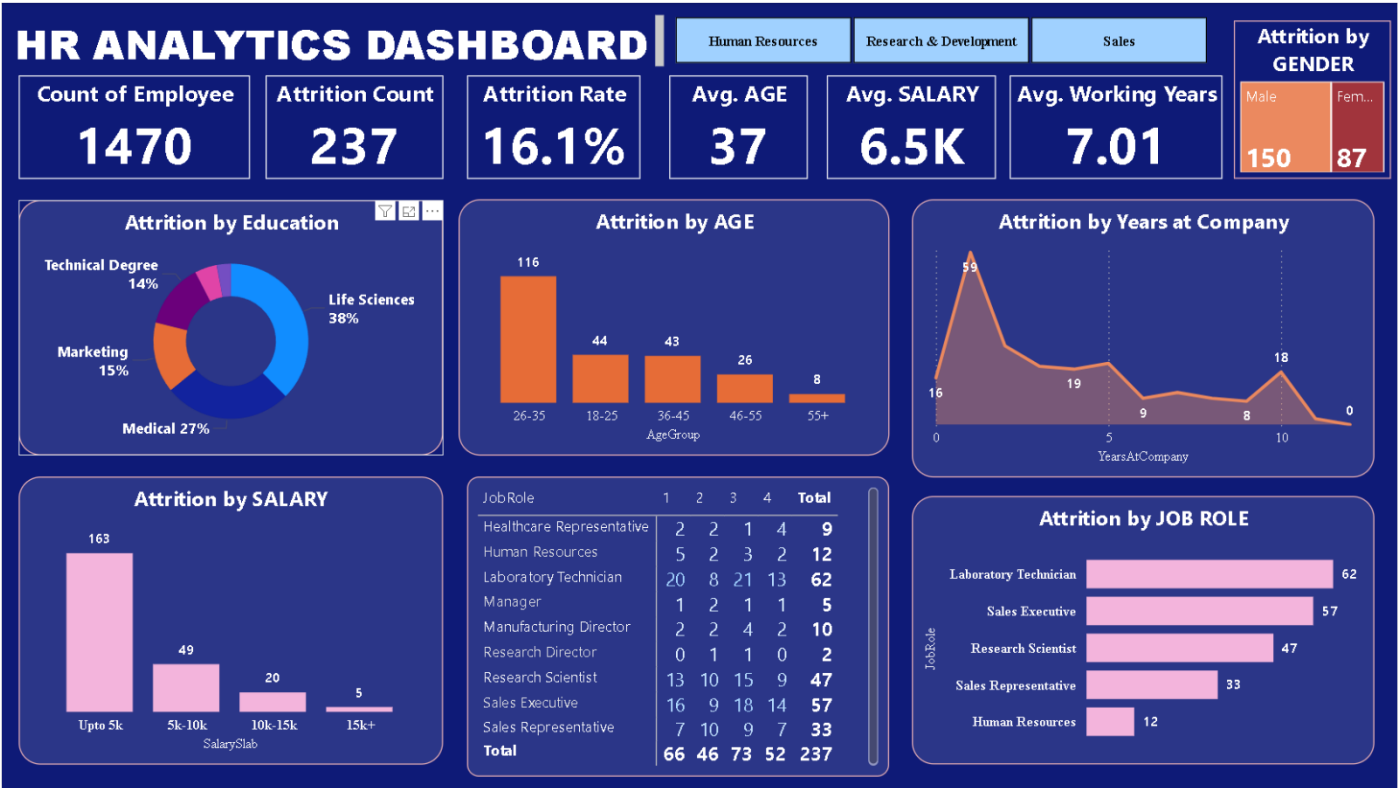 HR ANALYTICS DASHBOARD
Human Resources
Research & Development
Sales
Attrition by
GENDER
Male
Fem...
150
87
Count of Employee
1470
Attrition Count
237
Attrition Rate
16.1%
Avg. AGE
37
Avg. SALARY
6.5K
Avg. Working Years
7.01
Attrition by Education
Technical Degree
14%
Life Sciences
38%
Marketing
15%
Medical 27%
Attrition by AGE
116
44
43
26
8
26-35 18-25 36-45 46-55 55+
AgeGroup
Attrition by Years at Company
59
16
19
9
8
18
0
0 5 10
YearsAtCompany
Attrition by SALARY
163
49
20
5
Upto 5k 5k-10k 10k-15k 15k+
SalarySlab
JobRole 1 2 3 4 Total
Healthcare Representative 2 2 1 4 9
Human Resources 5 2 3 2 12
Laboratory Technician 20 8 21 13 62
Manager 1 2 1 1 5
Manufacturing Director 2 2 4 2 10
Research Director 0 1 1 0 2
Research Scientist 13 10 15 9 47
Sales Executive 16 9 18 14 57
Sales Representative 7 10 9 7 33
Total 66 46 73 52 237
Attrition by JOB ROLE
JobRole
Laboratory Technician 62
Sales Executive 57
Research Scientist 47
Sales Representative 33
Human Resources 12